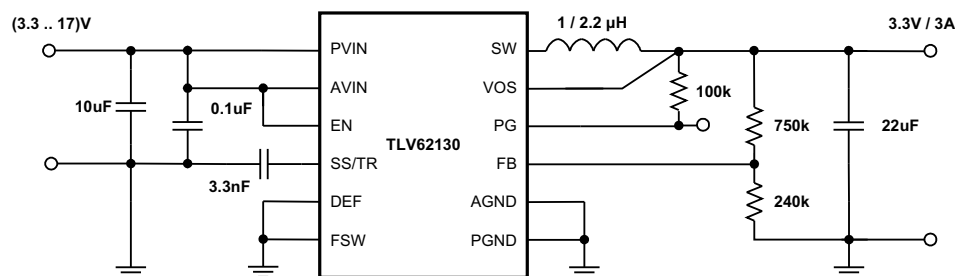 (3.3 .. 17)V
1 / 2.2 µH
3.3V / 3A
PVIN
SW
AVIN
VOS
10uF
0.1uF
100k
EN
PG
750k
22uF
TLV62130
SS/TR
FB
3.3nF
DEF
AGND
240k
FSW
PGND